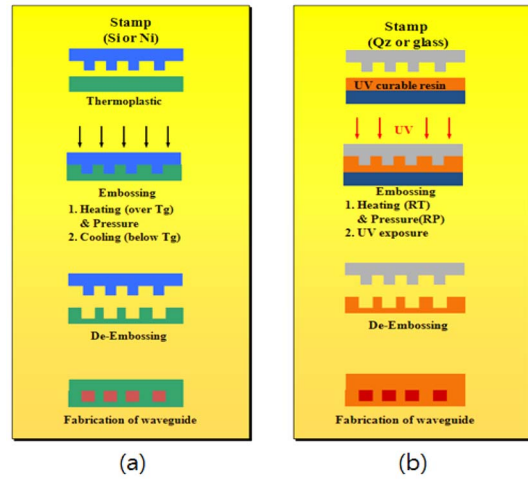 Stamp
(Si or Ni)
Thermoplastic
Embossing
1. Heating (over Tg)
& Pressure
2. Cooling (below Tg)
De-Embossing
Fabrication of waveguide
(a)
Stamp
(Qz or glass)
UV curable resin
UV
Embossing
1. Heating (RT)
& Pressure(RP)
2. UV exposure
De-Embossing
Fabrication of waveguide
(b)